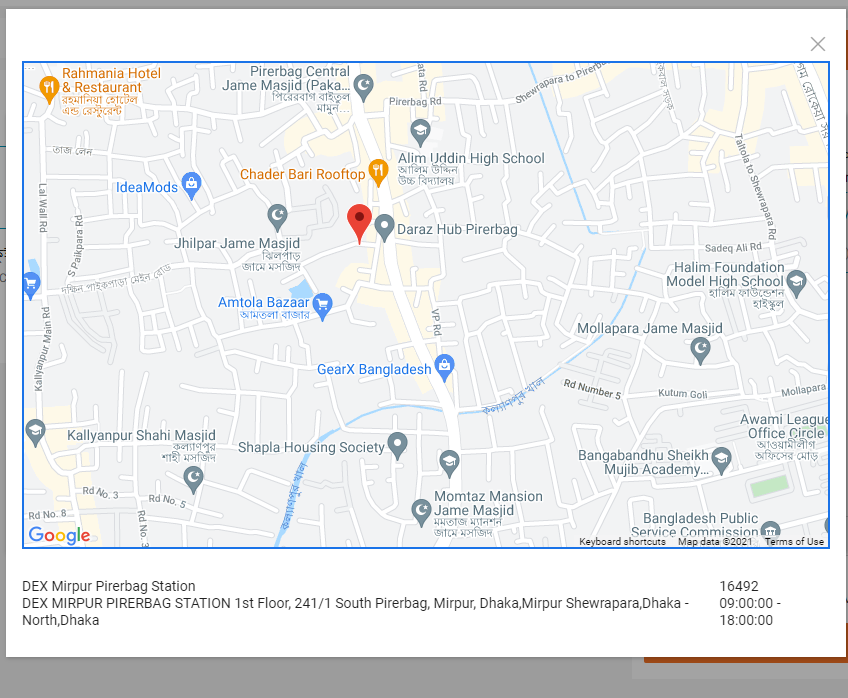 Rahmania Hotel
& Restaurant
রহমানিয়া হোটেল
এন্ড রেস্টুরেন্ট
Pirerbag Central
Jame Masjid (Paka...
পিরেরবাগ বাইতুল
মামুন...
Pirerbag Rd
Shewrapara to Pirerba
তাজ লেন
IdeaMods
Chader Bari Rooftop
Alim Uddin High School
আলিম উদ্দিন
উচ্চ বিদ্যালয়
Taltola to Shewrapara Rd
Lal Wall Rd
S Paikpara Rd
Jhilpar Jame Masjid
ঝিলপাড়
জামে মসজিদ
Daraz Hub Pirerbag
Sadeq Ali Rd
দক্ষিন পাইকপাড়া মেইন রোড
Halim Foundation
Model High School
হালিম ফাউন্ডেশন
হাইস্কুল
Amtola Bazaar
আমতলা বাজার
VP Rd
Kallyanpur Main Rd
Mollapara Jame Masjid
GearX Bangladesh
কল্যাণপুর খাল
Rd Number 5
Kutum Goli
Mollapara
Kallyanpur Shahi Masjid
কল্যাণপুর
শাহী মসজিদ
Shapla Housing Society
Awami League
Office Circle
আওয়ামীলীগ
অফিসের মোড়
Bangabandhu Sheikh
Mujib Academy...
Rd No. 3
Rd No. 5
কল্যাণপুর খাল
Rd No. 8
Rd No. 3
Momtaz Mansion
Jame Masjid
মমতাজ ম্যানশন
জামে মসজিদ
Bangladesh Public
Service Commission
Google
Keyboard shortcuts Map data ©2021 Terms of Use
DEX Mirpur Pirerbag Station
DEX MIRPUR PIRERBAG STATION 1st Floor, 241/1 South Pirerbag, Mirpur, Dhaka,Mirpur Shewrapara,Dhaka -
North,Dhaka
16492
09:00:00 -
18:00:00